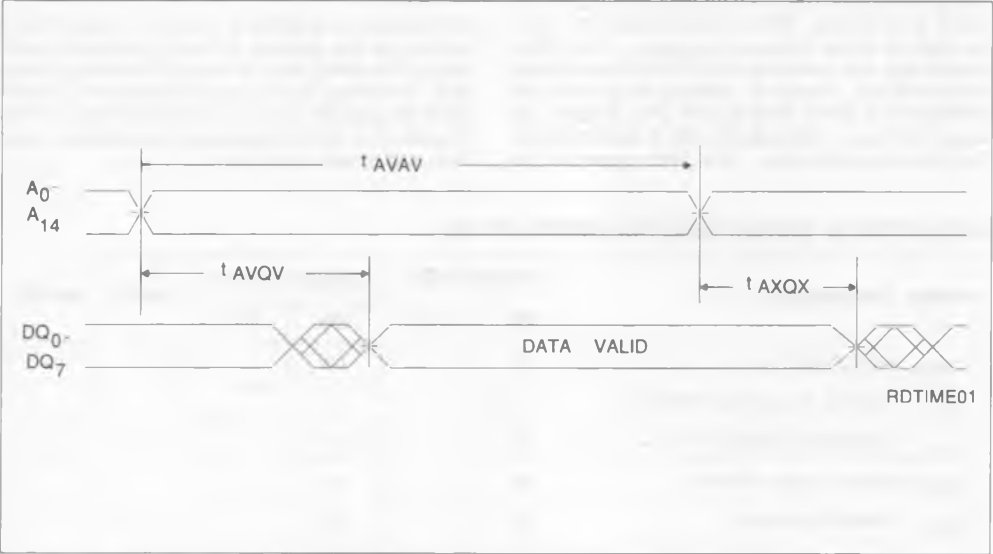 t AVAV
A0-
A14
t AVQV
t AXQX
DQ0-
DQ7
DATA VALID
RDTIME01